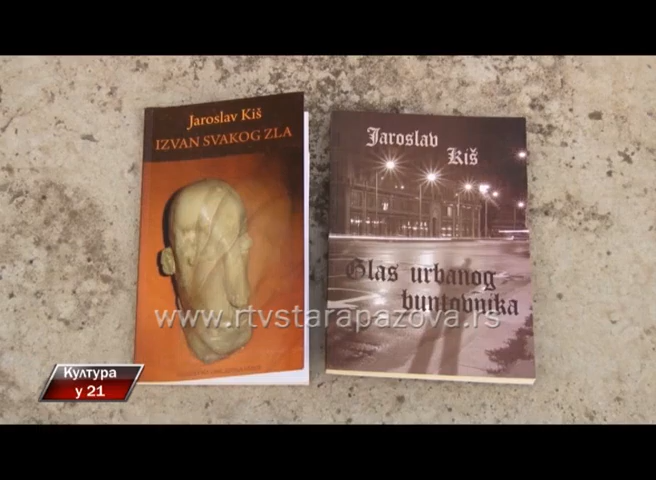 Jaroslav Kiš
IZVAN SVAKOG ZLA
Jaroslav
Kiš
Glas urbanog
buntovnika
www.rtvstarapazova.rs
Култура
у 21